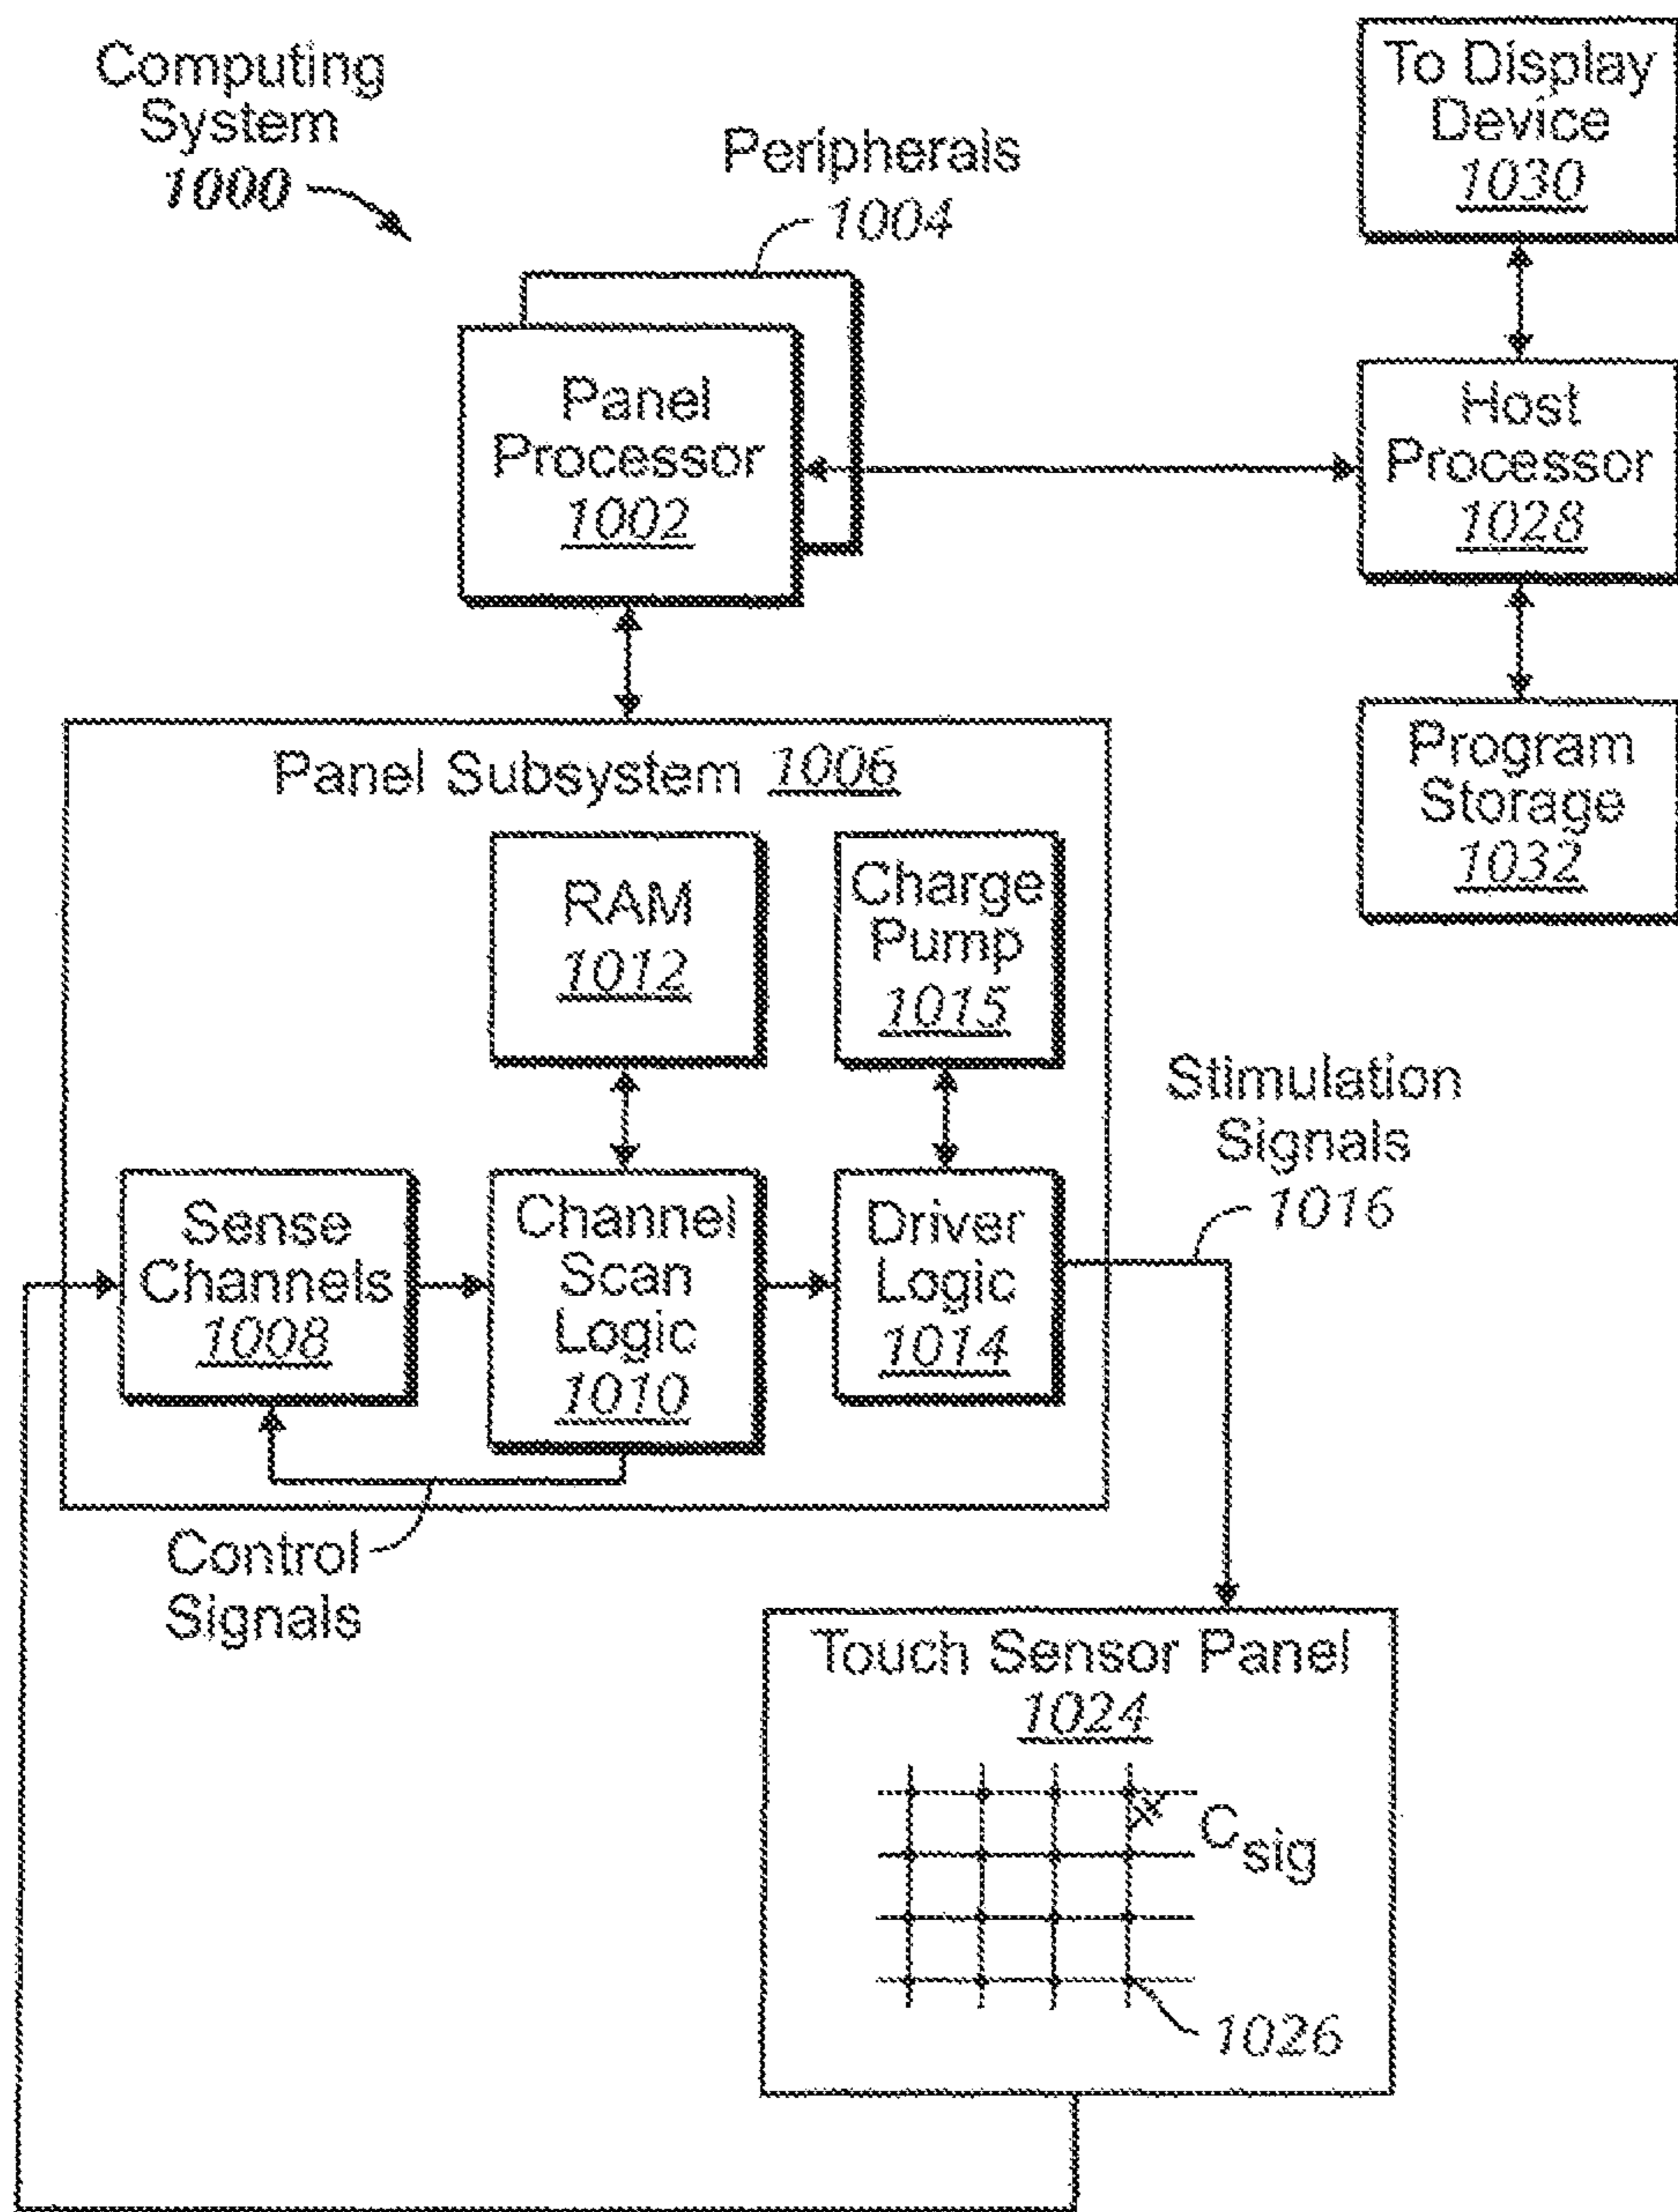 Computing
System
1000
Peripherals
1004
To Display
Device
1030
Panel
Processor
1002
Host
Processor
1028
Program
Storage
1032
Panel Subsystem 1006
RAM
1012
Charge
Pump
1015
Sense
Channels
1008
Channel
Scan
Logic
1010
Driver
Logic
1014
Stimulation
Signals
1016
Control
Signals
Touch Sensor Panel
1024
Csig
1026